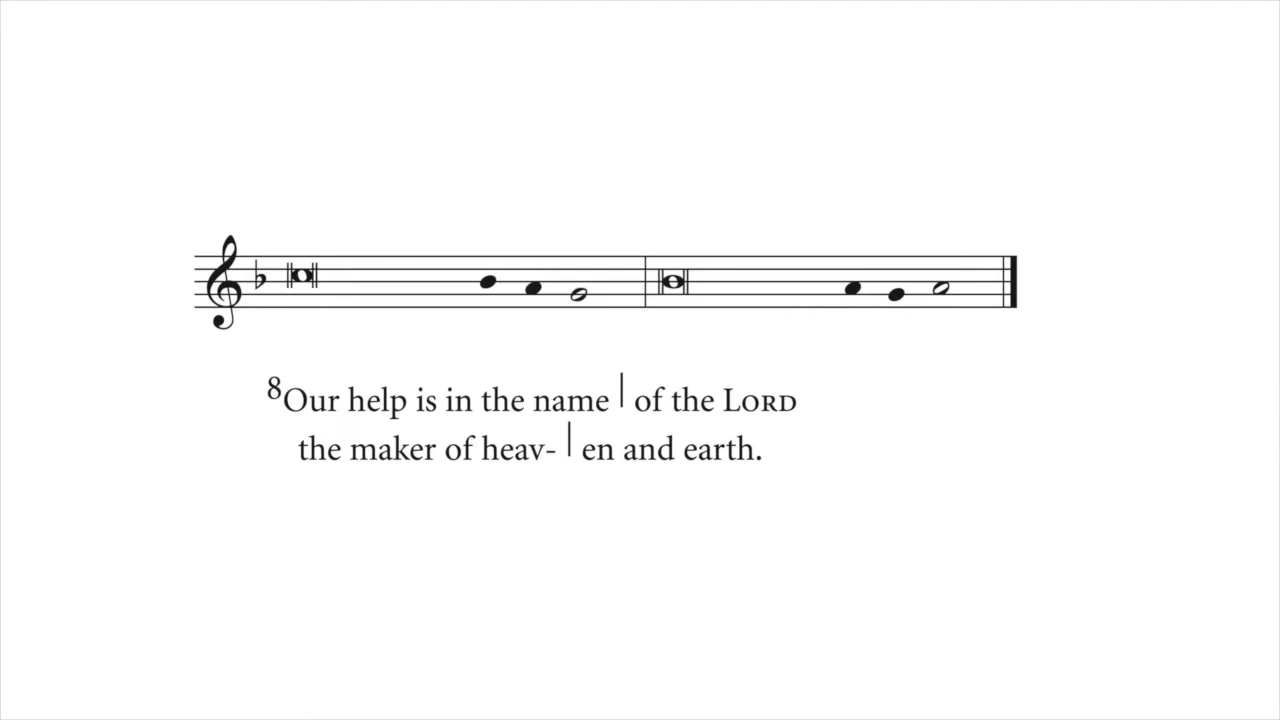 8Our help is in the name | of the LORD
the maker of heav- | en and earth.